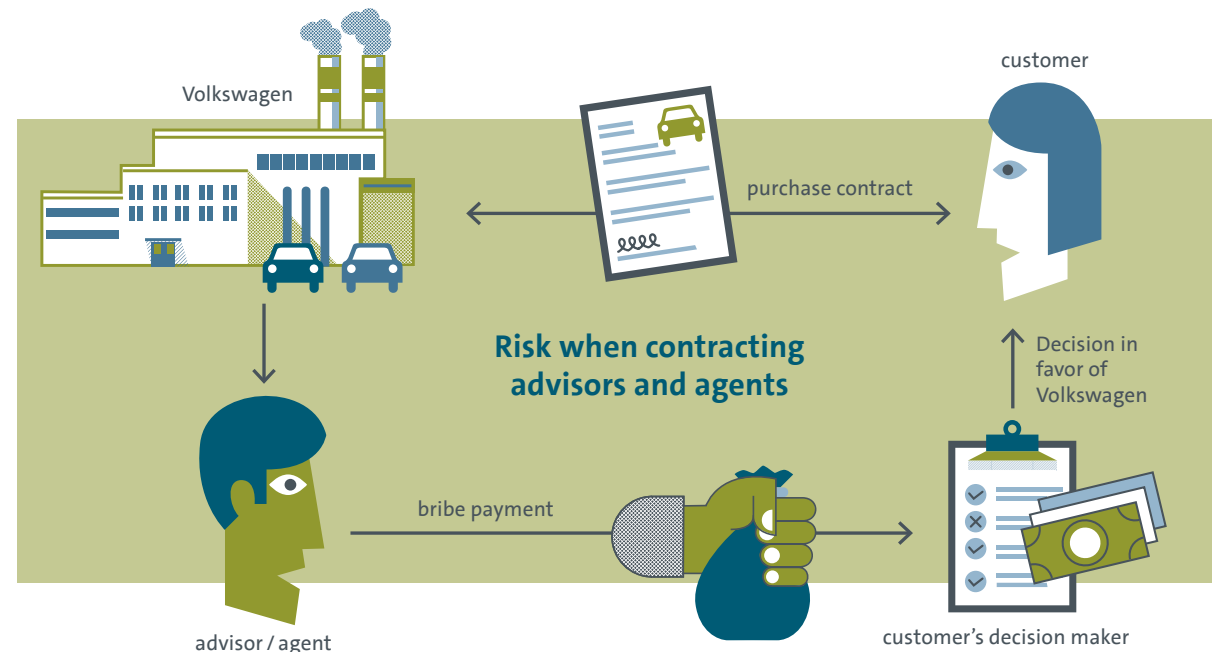 customer
Volkswagen
purchase contract
Risk when contracting
advisors and agents
Decision in
favor of
Volkswagen
bribe payment
advisor / agent
customer’s decision maker